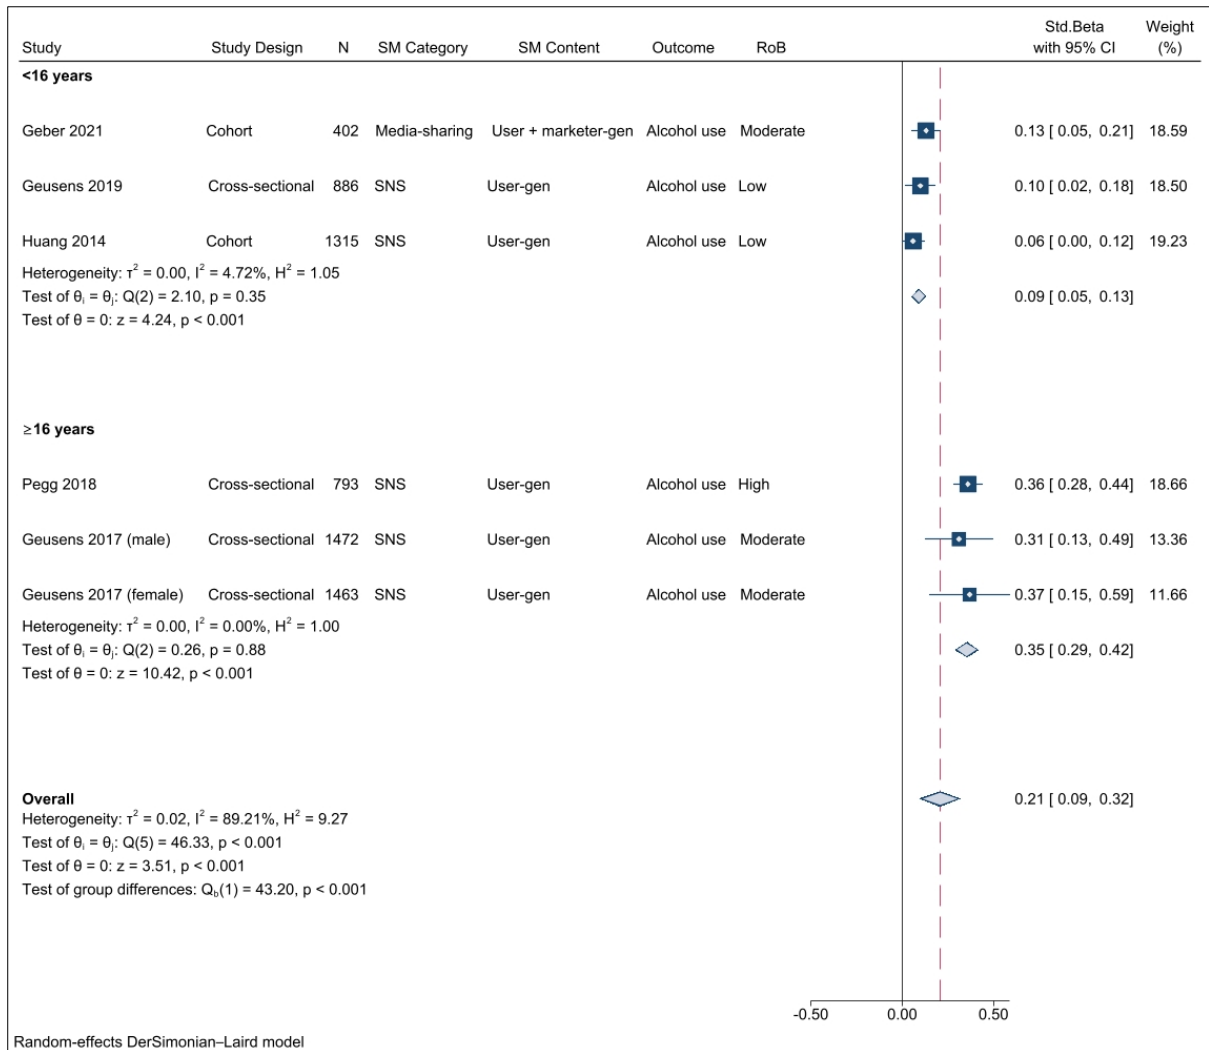 Std.Beta Weight
Study Study Design N SM Category SM Content Outcome RoB with 95% CI (%)
<16 years
Geber 2021 Cohort 402 Media-sharing User + marketer-gen Alcohol use Moderate 0.13 [ 0.05, 0.21] 18.59
Geusens 2019 Cross-sectional 886 SNS User-gen Alcohol use Low 0.10 [ 0.02, 0.18] 18.50
Huang 2014 Cohort 1315 SNS User-gen Alcohol use Low 0.06 [ 0.00, 0.12] 19.23
Heterogeneity: τ² = 0.00, I² = 4.72%, H² = 1.05
Test of θᵢ = θⱼ: Q(2) = 2.10, p = 0.35 0.09 [ 0.05, 0.13]
Test of θ = 0: z = 4.24, p < 0.001
≥16 years
Pegg 2018 Cross-sectional 793 SNS User-gen Alcohol use High 0.36 [ 0.28, 0.44] 18.66
Geusens 2017 (male) Cross-sectional 1472 SNS User-gen Alcohol use Moderate 0.31 [ 0.13, 0.49] 13.36
Geusens 2017 (female) Cross-sectional 1463 SNS User-gen Alcohol use Moderate 0.37 [ 0.15, 0.59] 11.66
Heterogeneity: τ² = 0.00, I² = 0.00%, H² = 1.00
Test of θᵢ = θⱼ: Q(2) = 0.26, p = 0.88 0.35 [ 0.29, 0.42]
Test of θ = 0: z = 10.42, p < 0.001
Overall 0.21 [ 0.09, 0.32]
Heterogeneity: τ² = 0.02, I² = 89.21%, H² = 9.27
Test of θᵢ = θⱼ: Q(5) = 46.33, p < 0.001
Test of θ = 0: z = 3.51, p < 0.001
Test of group differences: Q_b(1) = 43.20, p < 0.001
-0.50 0.00 0.50
Random-effects DerSimonian–Laird model